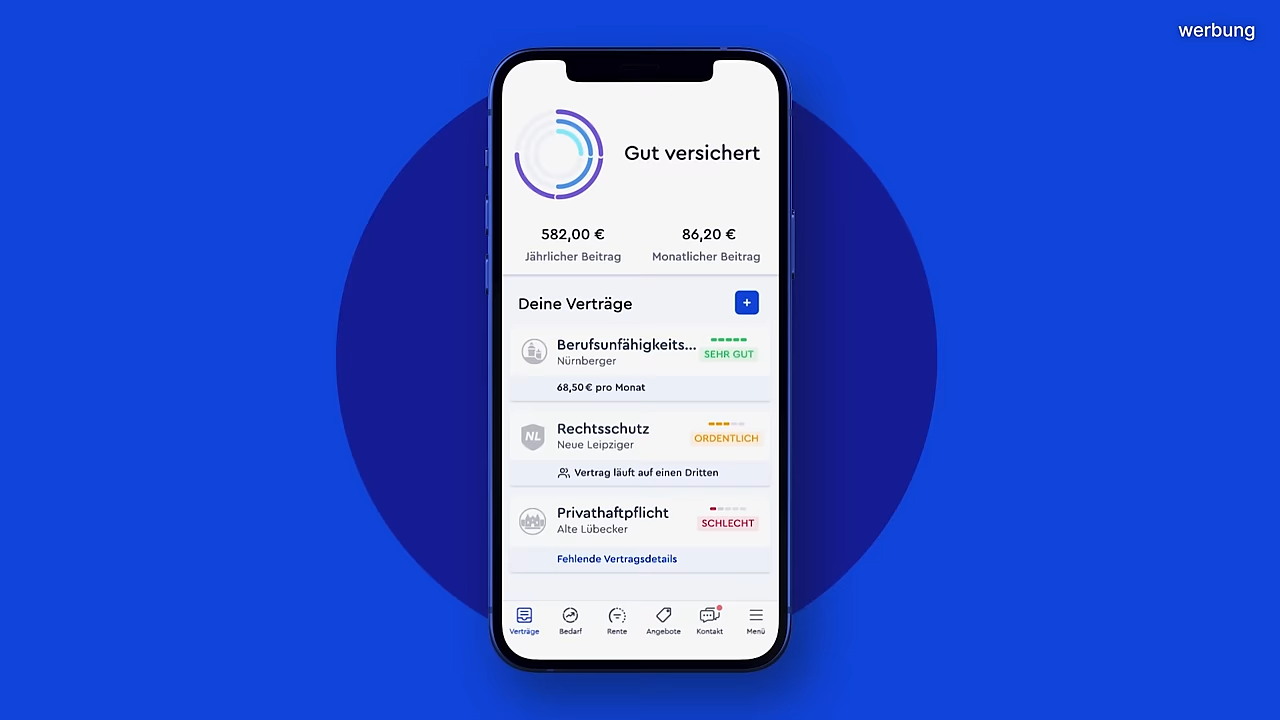 werbung
Gut versichert
582,00 €
86,20 €
Jährlicher Beitrag
Monatlicher Beitrag
Deine Verträge
+
Berufsunfähigkeits...
SEHR GUT
Nürnberger
68,50 € pro Monat
NL
Rechtsschutz
ORDENTLICH
Neue Leipziger
Vertrag läuft auf einen Dritten
Privathaftpflicht
SCHLECHT
Alte Lübecker
Fehlende Vertragsdetails
Verträge
Bedarf
Rente
Angebote
Kontakt
Menü